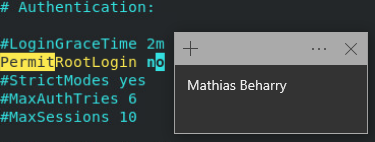 # Authentication:
#LoginGraceTime 2m
PermitRootLogin no
#StrictModes yes
#MaxAuthTries 6
#MaxSessions 10
Mathias Beharry